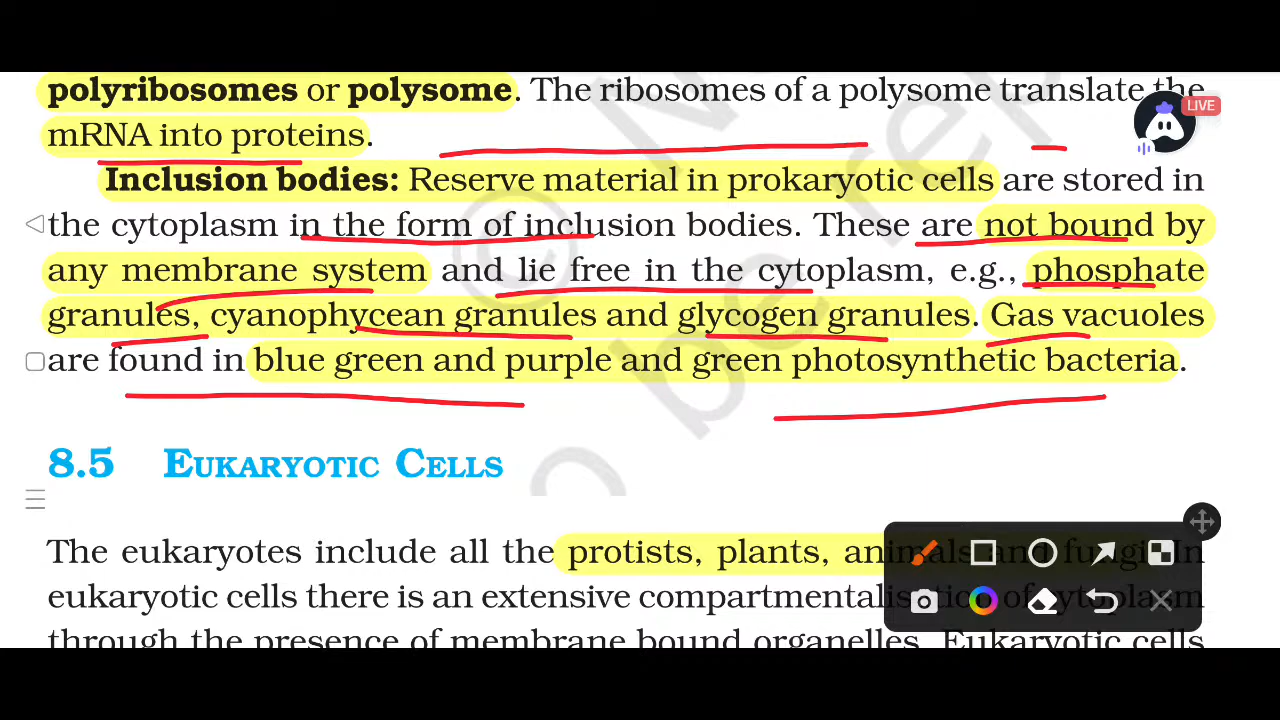 polyribosomes or polysome. The ribosomes of a polysome translate the
LIVE
mRNA into proteins.
Inclusion bodies: Reserve material in prokaryotic cells are stored in
the cytoplasm in the form of inclusion bodies. These are not bound by
any membrane system and lie free in the cytoplasm, e.g., phosphate
granules, cyanophycean granules and glycogen granules. Gas vacuoles
are found in blue green and purple and green photosynthetic bacteria.
8.5 EUKARYOTIC CELLS
The eukaryotes include all the protists, plants, animals and fungi. In
eukaryotic cells there is an extensive compartmentalisation of cytoplasm
through the presence of membrane bound organelles. Eukaryotic cells